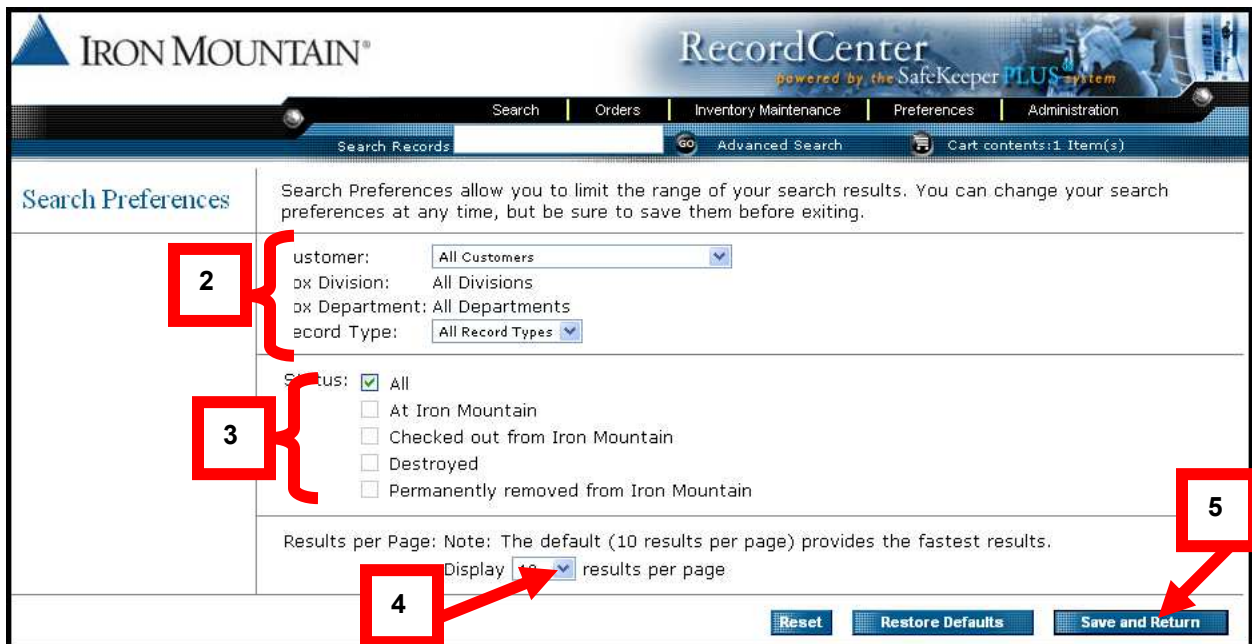 IRON MOUNTAIN®
RecordCenter
powered by the SafeKeeper PLUS® system
Search Orders Inventory Maintenance Preferences Administration
Search Records GO Advanced Search Cart contents:1 Item(s)
Search Preferences
Search Preferences allow you to limit the range of your search results. You can change your search
preferences at any time, but be sure to save them before exiting.
2
ustomer: All Customers
ox Division: All Divisions
ox Department: All Departments
ecord Type: All Record Types
Status: All
At Iron Mountain
3
Checked out from Iron Mountain
Destroyed
Permanently removed from Iron Mountain
5
Results per Page: Note: The default (10 results per page) provides the fastest results.
Display 10 results per page
4
Reset Restore Defaults Save and Return